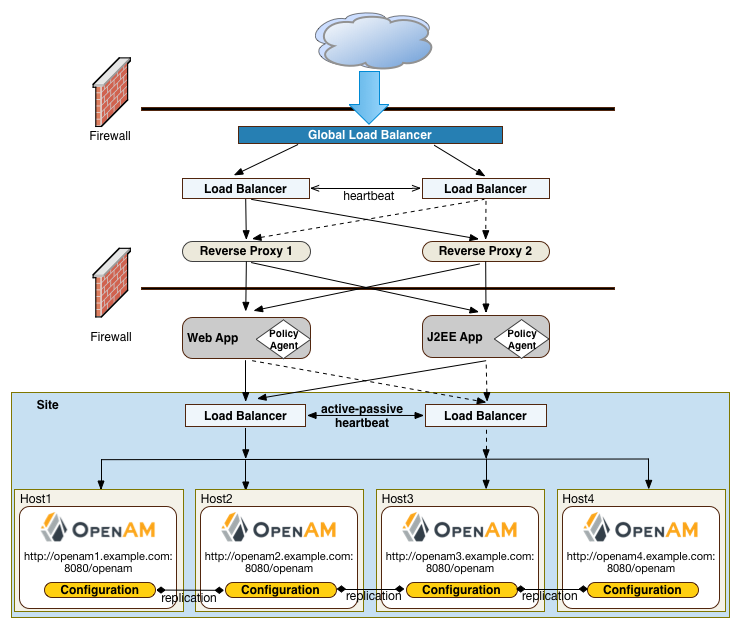 Firewall
Global Load Balancer
Load Balancer
heartbeat
Load Balancer
Reverse Proxy 1
Reverse Proxy 2
Firewall
Web App
Policy
Agent
J2EE App
Policy
Agent
Site
Load Balancer
active-passive
heartbeat
Load Balancer
Host1
OPENAM
http://openam1.example.com:
8080/openam
Configuration
replication
Host2
OPENAM
http://openam2.example.com:
8080/openam
Configuration
replication
Host3
OPENAM
http://openam3.example.com:
8080/openam
Configuration
replication
Host4
OPENAM
http://openam4.example.com:
8080/openam
Configuration